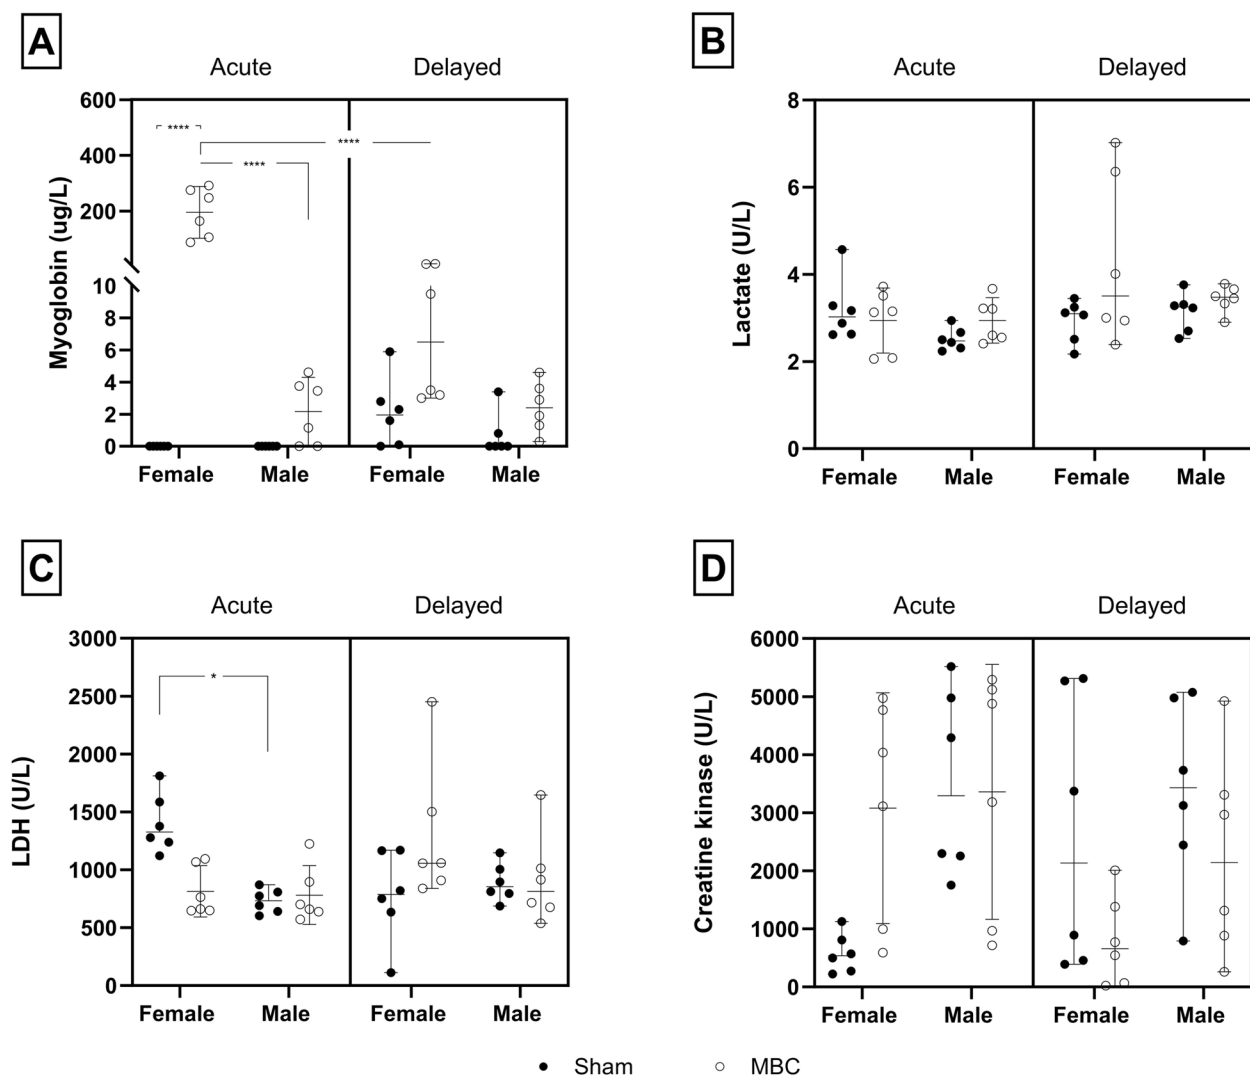 A
Acute Delayed
Myoglobin (ug/L)
600
400
200
10
8
6
4
2
0
**** **** ****
Female Male Female Male
B
Acute Delayed
Lactate (U/L)
8
6
4
2
0
Female Male Female Male
C
Acute Delayed
LDH (U/L)
3000
2500
2000
1500
1000
500
0
*
Female Male Female Male
D
Acute Delayed
Creatine kinase (U/L)
6000
5000
4000
3000
2000
1000
0
Female Male Female Male
Sham MBC